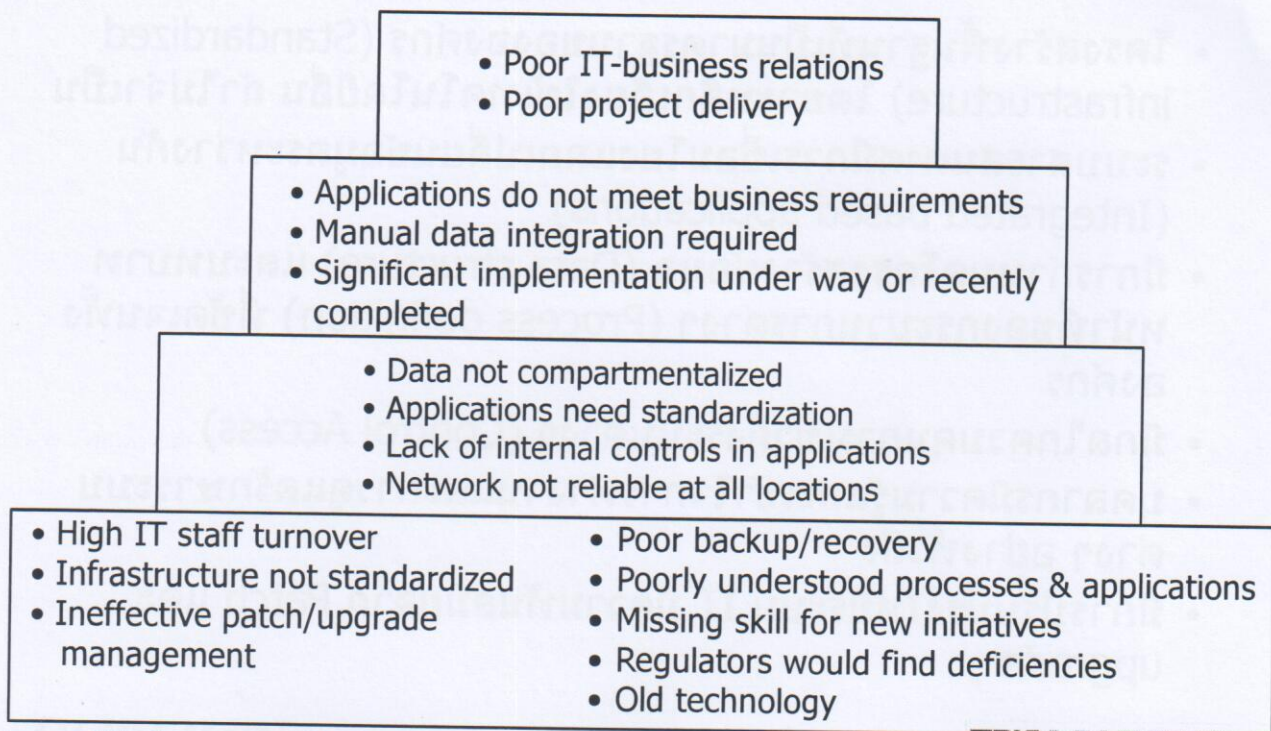 • Poor IT-business relations
• Poor project delivery
• Applications do not meet business requirements
• Manual data integration required
• Significant implementation under way or recently
completed
• Data not compartmentalized
• Applications need standardization
• Lack of internal controls in applications
• Network not reliable at all locations
• High IT staff turnover
• Infrastructure not standardized
• Ineffective patch/upgrade
management
• Poor backup/recovery
• Poorly understood processes & applications
• Missing skill for new initiatives
• Regulators would find deficiencies
• Old technology